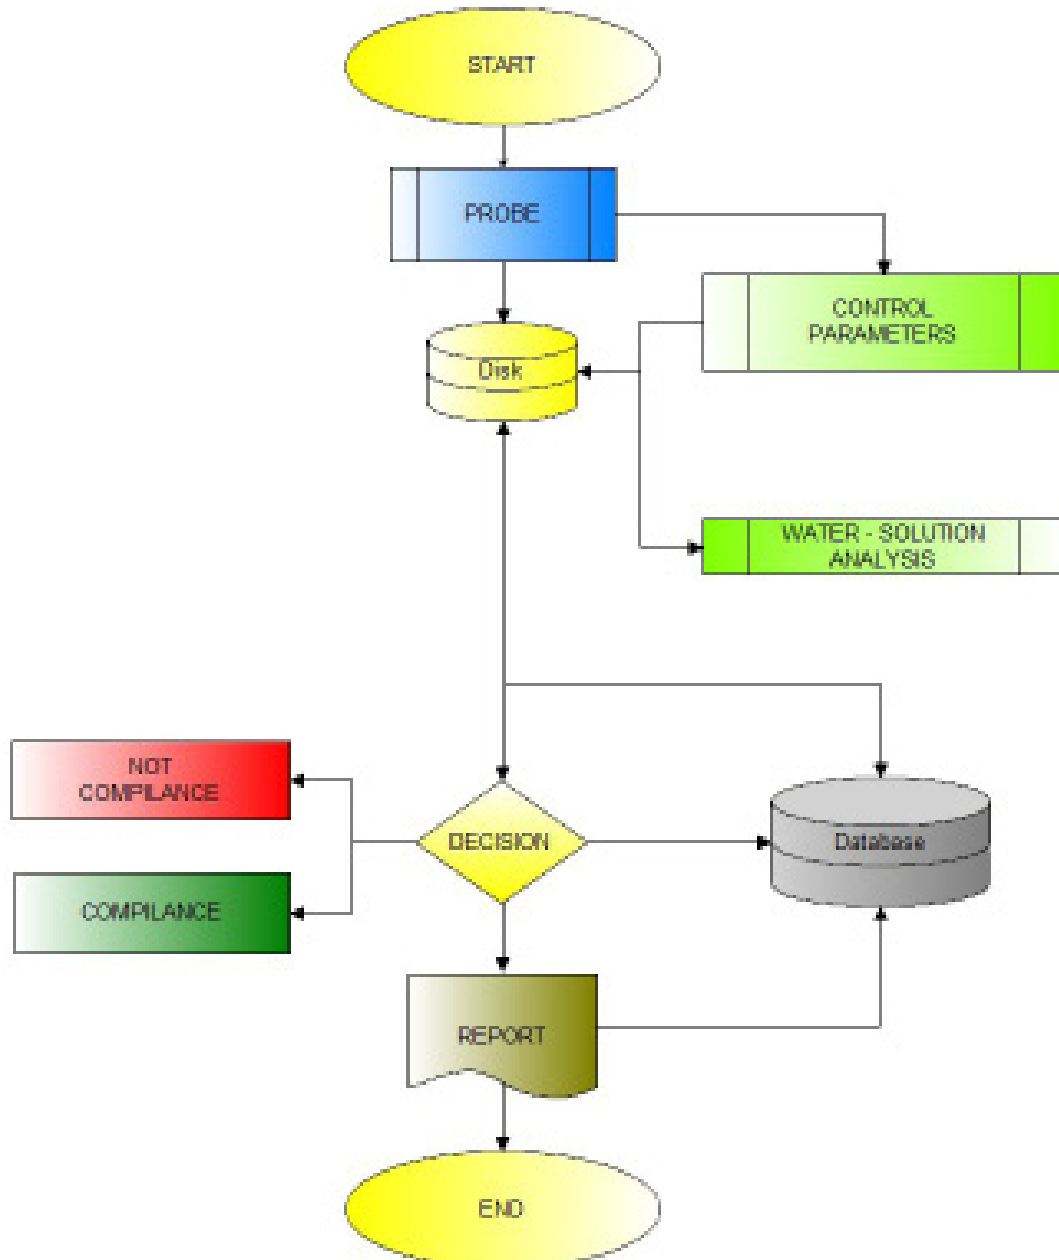 START
PROBE
CONTROL
PARAMETERS
Disk
WATER - SOLUTION
ANALYSIS
NOT
COMPILANCE
DECISION
Database
COMPILANCE
REPORT
END